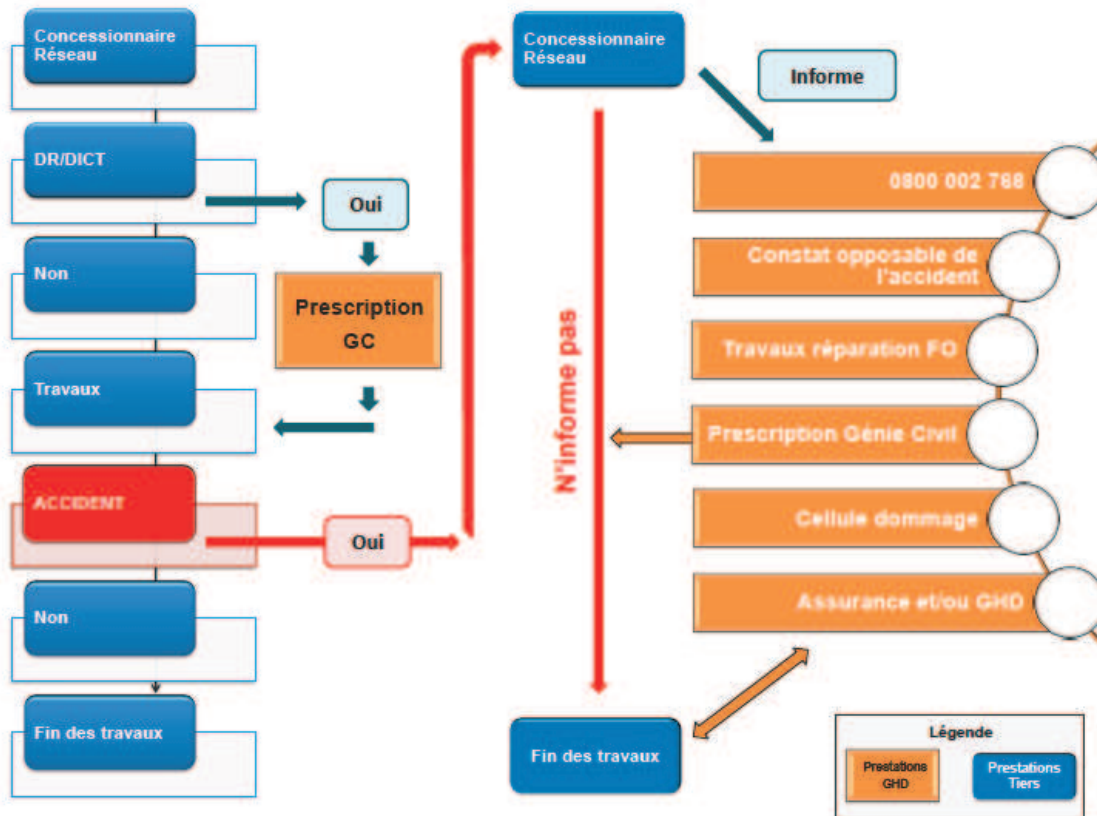 Concessionnaire
Réseau
DR/DICT
Non
Travaux
ACCIDENT
Non
Fin des travaux
Oui
Prescription
GC
Oui
Concessionnaire
Réseau
Informe
N'informe pas
0800 002 768
Constat opposable de
l'accident
Travaux réparation FO
Prescription Génie Civil
Cellule dommage
Assurance et/ou GHD
Fin des travaux
Légende
Prestations
GHD
Prestations
Tiers